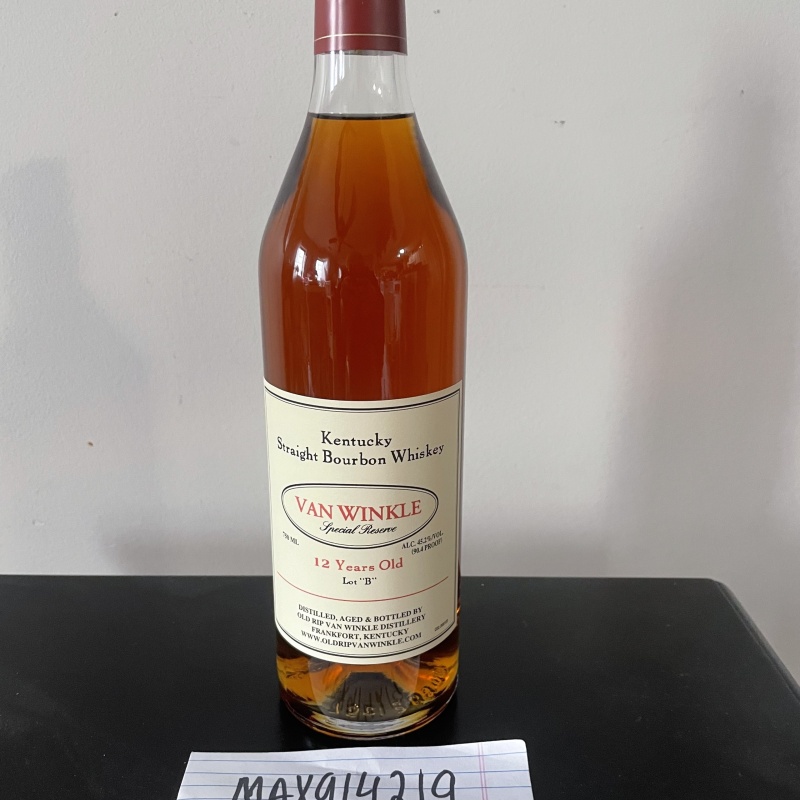 Kentucky
Straight Bourbon Whiskey
VAN WINKLE
Special Reserve
750 ML
ALC. 45.2%/VOL.
(90.4 PROOF)
12 Years Old
Lot "B"
DISTILLED, AGED & BOTTLED BY
OLD RIP VAN WINKLE DISTILLERY
FRANKFORT, KENTUCKY
WWW.OLDRIPVANWINKLE.COM
MAY914219